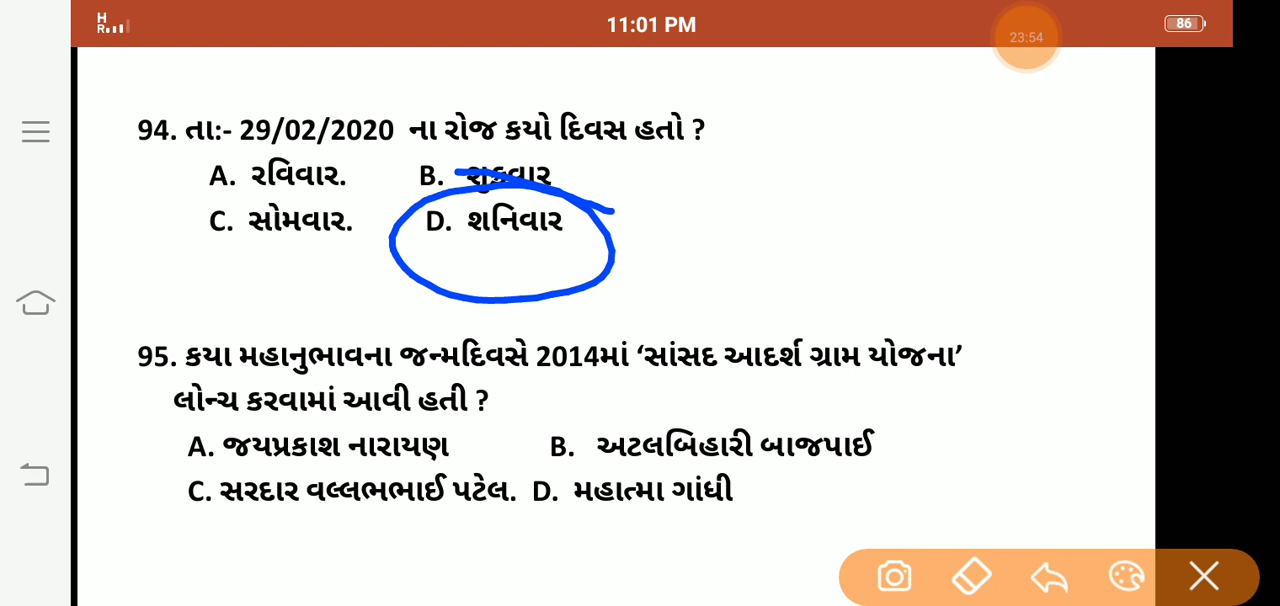 H
R
11:01 PM
23:54
86
94. તા:- 29/02/2020 ના રોજ કયો દિવસ હતો ?
A. રવિવાર. B. શુક્રવાર
C. સોમવાર. D. શનિવાર
95. કયા મહાનુભાવના જન્મદિવસે 2014માં ‘સાંસદ આદર્શ ગ્રામ યોજના’
લોન્ચ કરવામાં આવી હતી ?
A. જયપ્રકાશ નારાયણ B. અટલબિહારી બાજપાઈ
C. સરદાર વલ્લભભાઈ પટેલ. D. મહાત્મા ગાંધી